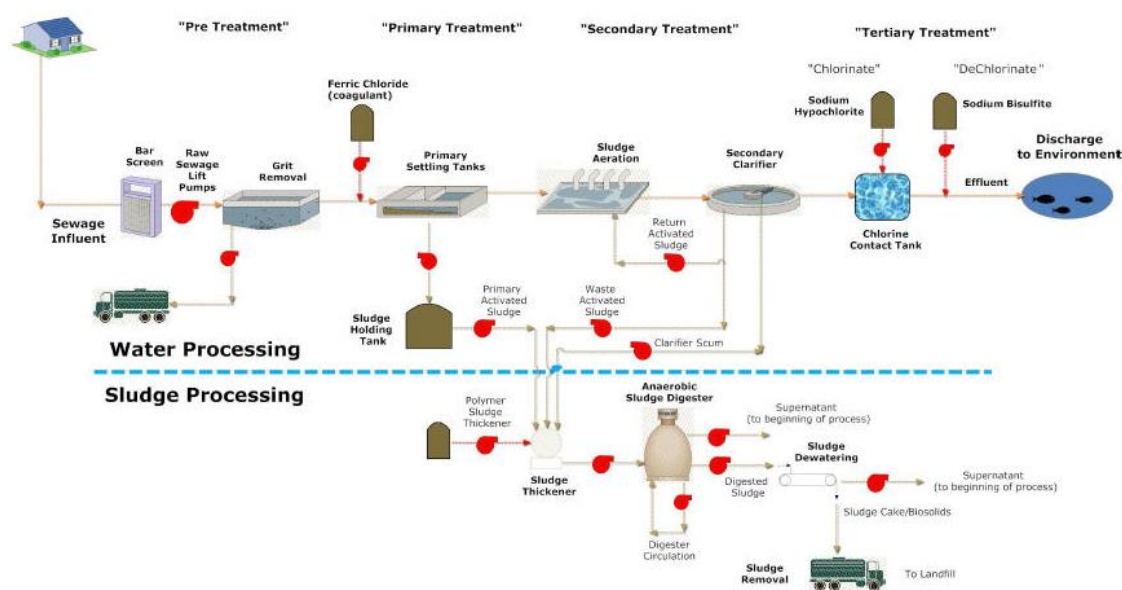 "Pre Treatment"
"Primary Treatment"
"Secondary Treatment"
"Tertiary Treatment"
"Chlorinate"
"DeChlorinate"
Ferric Chloride
(coagulant)
Sodium
Hypochlorite
Sodium Bisulfite
Bar
Screen
Raw
Sewage
Lift
Pumps
Grit
Removal
Primary
Settling Tanks
Sludge
Aeration
Secondary
Clarifier
Discharge
to Environment
Effluent
Sewage
Influent
Chlorine
Contact Tank
Return
Activated
Sludge
Sludge
Holding
Tank
Primary
Activated
Sludge
Waste
Activated
Sludge
Clarifier Scum
Water Processing
Sludge Processing
Polymer
Sludge
Thickener
Sludge
Thickener
Anaerobic
Sludge Digester
Supernatant
(to beginning of process)
Digested
Sludge
Sludge
Dewatering
Supernatant
(to beginning of process)
Digester
Circulation
Sludge Cake/Biosolids
Sludge
Removal
To Landfill